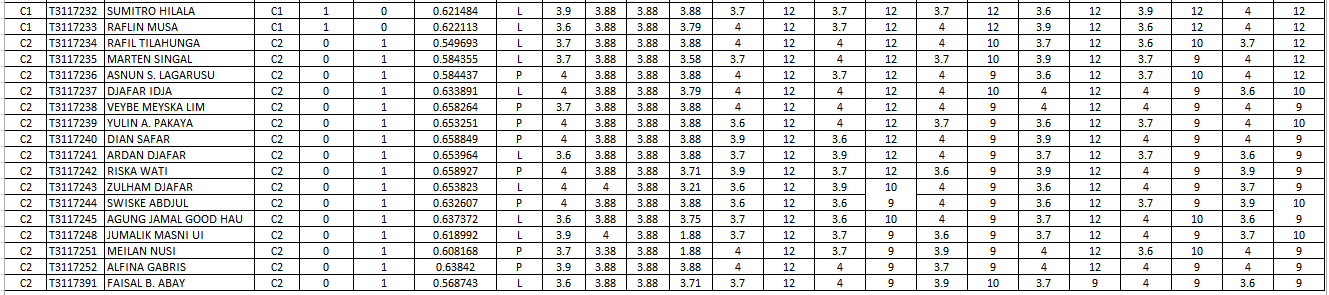 C1 T3117232 SUMITRO HILALA C1 1 0 0.621484 L 3.9 3.88 3.88 3.88 3.7 12 3.7 12 3.7 12 3.6 12 3.9 12 4 12
C1 T3117233 RAFLIN MUSA C1 1 0 0.622113 L 3.6 3.88 3.88 3.79 4 12 3.7 12 4 12 3.9 12 3.6 12 4 12
C2 T3117234 RAFIL TILAHUNGA C2 0 1 0.549693 L 3.7 3.88 3.88 3.88 4 12 4 12 4 10 3.7 12 3.6 10 3.7 12
C2 T3117235 MARTEN SINGAL C2 0 1 0.584355 L 3.7 3.88 3.88 3.58 3.7 12 4 12 3.7 10 3.9 12 3.7 9 4 12
C2 T3117236 ASNUN S. LAGARUSU C2 0 1 0.584437 P 4 3.88 3.88 3.88 4 12 3.7 12 4 9 3.6 12 3.7 10 4 12
C2 T3117237 DJAFAR IDJA C2 0 1 0.633891 L 4 3.88 3.88 3.79 4 12 4 12 4 10 4 12 4 9 3.6 10
C2 T3117238 VEYBE MEYSKA LIM C2 0 1 0.658264 P 3.7 3.88 3.88 3.88 4 12 4 12 4 9 4 12 4 9 4 9
C2 T3117239 YULIN A. PAKAYA C2 0 1 0.653251 P 4 3.88 3.88 3.88 3.6 12 4 12 3.7 9 3.6 12 3.7 9 4 10
C2 T3117240 DIAN SAFAR C2 0 1 0.658849 P 4 3.88 3.88 3.88 3.9 12 3.6 12 4 9 3.9 12 4 9 4 9
C2 T3117241 ARDAN DJAFAR C2 0 1 0.653964 L 3.6 3.88 3.88 3.88 3.7 12 3.9 12 4 9 3.7 12 3.7 9 3.6 9
C2 T3117242 RISKA WATI C2 0 1 0.658927 P 4 3.88 3.88 3.71 3.9 12 3.7 12 3.6 9 3.9 12 4 9 3.9 9
C2 T3117243 ZULHAM DJAFAR C2 0 1 0.653823 L 4 4 3.88 3.21 3.6 12 3.9 10 4 9 3.6 12 4 9 3.7 9
C2 T3117244 SWISKE ABDJUL C2 0 1 0.632607 P 4 3.88 3.88 3.88 3.6 12 3.6 9 4 9 3.6 12 3.7 9 3.9 10
C2 T3117245 AGUNG JAMAL GOOD HAU C2 0 1 0.637372 L 3.6 3.88 3.88 3.75 3.7 12 3.6 10 4 9 3.7 12 4 10 3.6 9
C2 T3117248 JUMALIK MASNI UI C2 0 1 0.618992 L 3.9 4 3.88 1.88 3.7 12 3.7 9 3.6 9 3.7 12 4 9 3.7 10
C2 T3117251 MEILAN NUSI C2 0 1 0.608168 P 3.7 3.38 3.88 1.88 4 12 3.7 9 3.9 9 4 12 3.6 10 4 9
C2 T3117252 ALFINA GABRIS C2 0 1 0.63842 P 3.9 3.88 3.88 3.88 4 12 4 9 3.7 9 4 12 4 9 4 9
C2 T3117391 FAISAL B. ABAY C2 0 1 0.568743 L 3.6 3.88 3.88 3.71 3.7 12 4 9 3.9 10 3.7 9 4 9 3.6 9